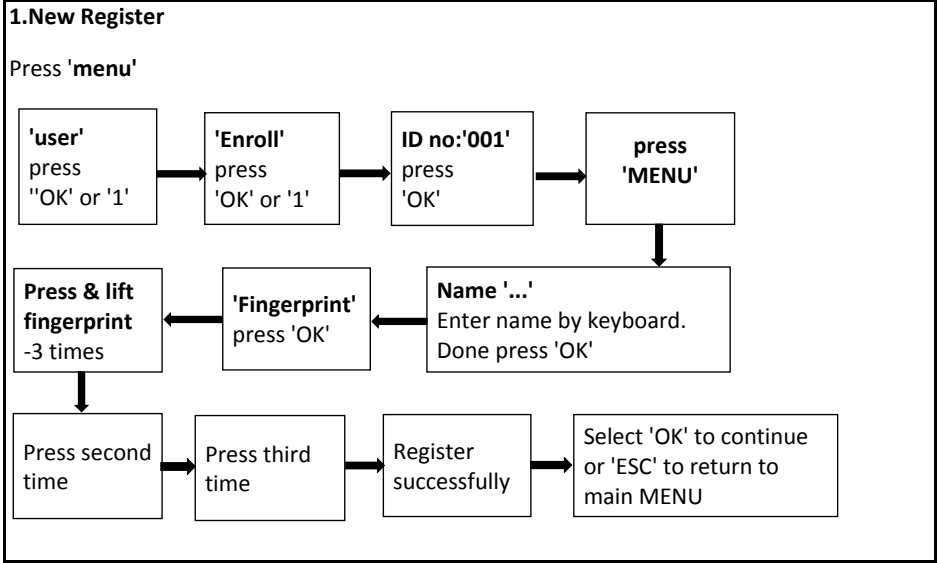 1.New Register
Press 'menu'
'user'
press
''OK' or '1'
'Enroll'
press
'OK' or '1'
ID no:'001'
press
'OK'
press
'MENU'
Name '...'
Enter name by keyboard.
Done press 'OK'
'Fingerprint'
press 'OK'
Press & lift
fingerprint
-3 times
Press second
time
Press third
time
Register
successfully
Select 'OK' to continue
or 'ESC' to return to
main MENU